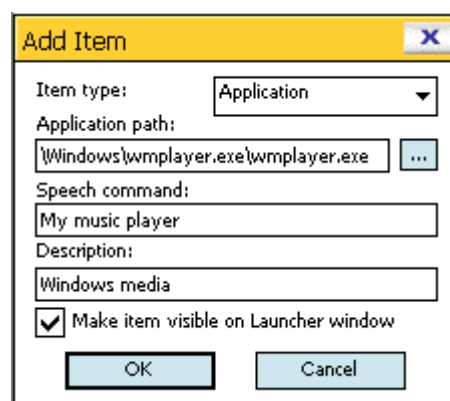 Add Item
Item type: Application
Application path:
\Windows\wmplayer.exe\wmplayer.exe ...
Speech command:
My music player
Description:
Windows media
Make item visible on Launcher window
OK Cancel